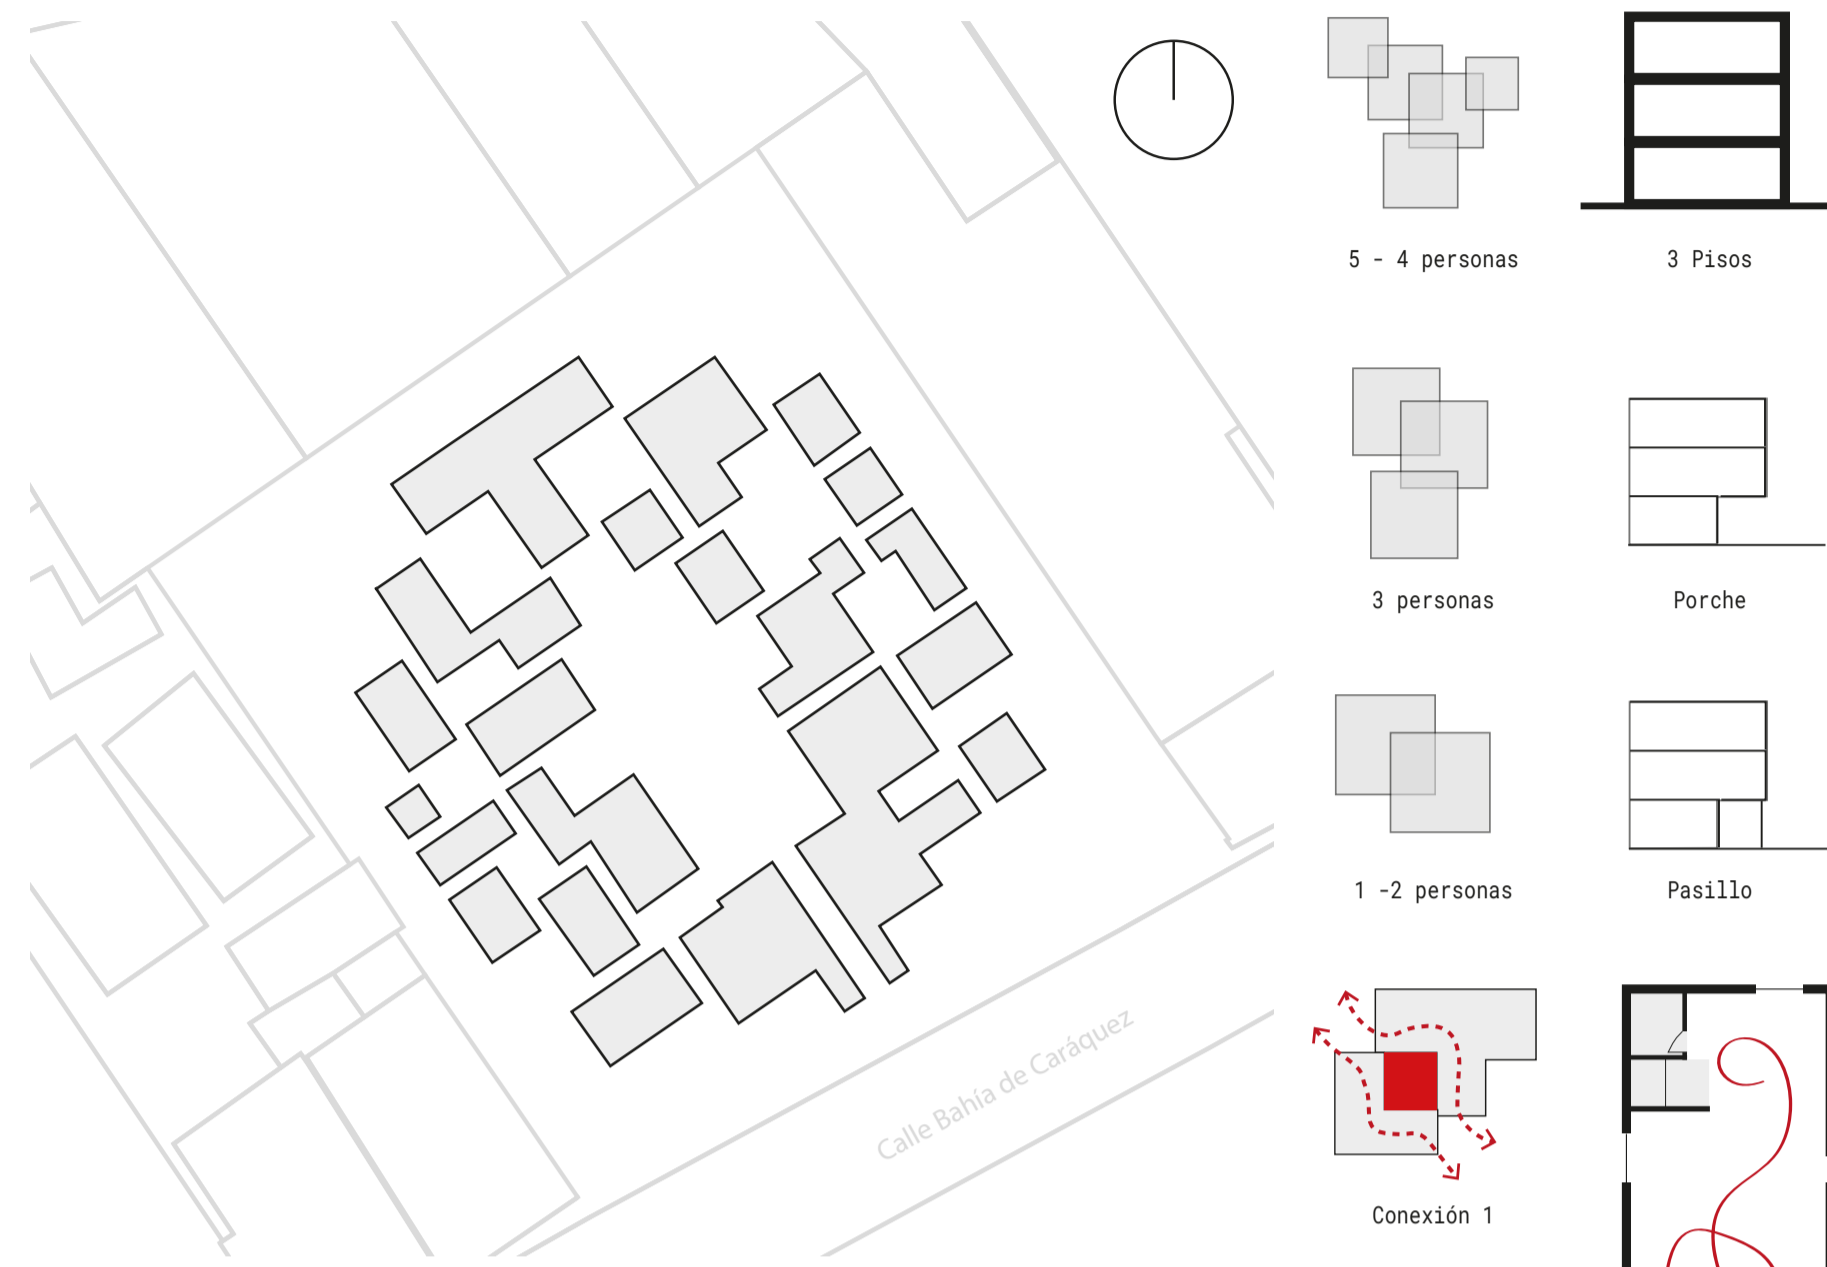 5 - 4 personas
3 Pisos
3 personas
Porche
1 -2 personas
Pasillo
Calle Bahía de Caráquez
Conexión 1